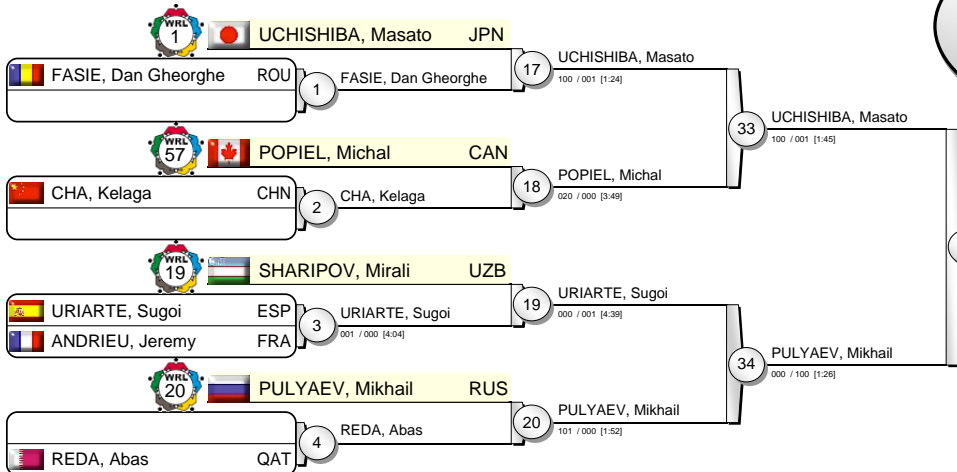 WRL
1
UCHISHIBA, Masato JPN
FASIE, Dan Gheorghe ROU
1
FASIE, Dan Gheorghe
17
UCHISHIBA, Masato
100 / 001 [1:24]
WRL
57
POPIEL, Michal CAN
CHA, Kelaga CHN
2
CHA, Kelaga
18
POPIEL, Michal
020 / 000 [3:49]
33
UCHISHIBA, Masato
100 / 001 [1:45]
WRL
19
SHARIPOV, Mirali UZB
URIARTE, Sugoi ESP
ANDRIEU, Jeremy FRA
3
URIARTE, Sugoi
001 / 000 [4:04]
19
URIARTE, Sugoi
000 / 001 [4:39]
WRL
20
PULYAEV, Mikhail RUS
REDA, Abas QAT
4
REDA, Abas
20
PULYAEV, Mikhail
101 / 000 [1:52]
34
PULYAEV, Mikhail
000 / 100 [1:26]